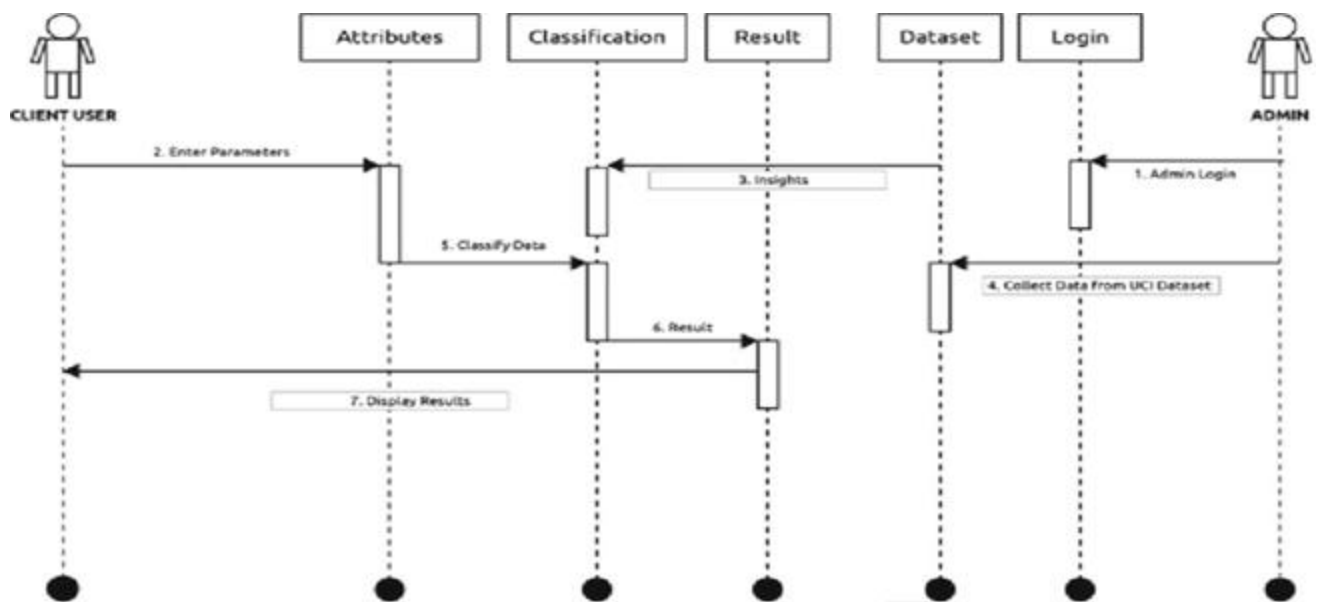 Attributes
Classification
Result
Dataset
Login
CLIENT USER
ADMIN
2. Enter Parameters
3. Insights
1. Admin Login
5. Classify Data
4. Collect Data from UCI Dataset
6. Result
7. Display Results